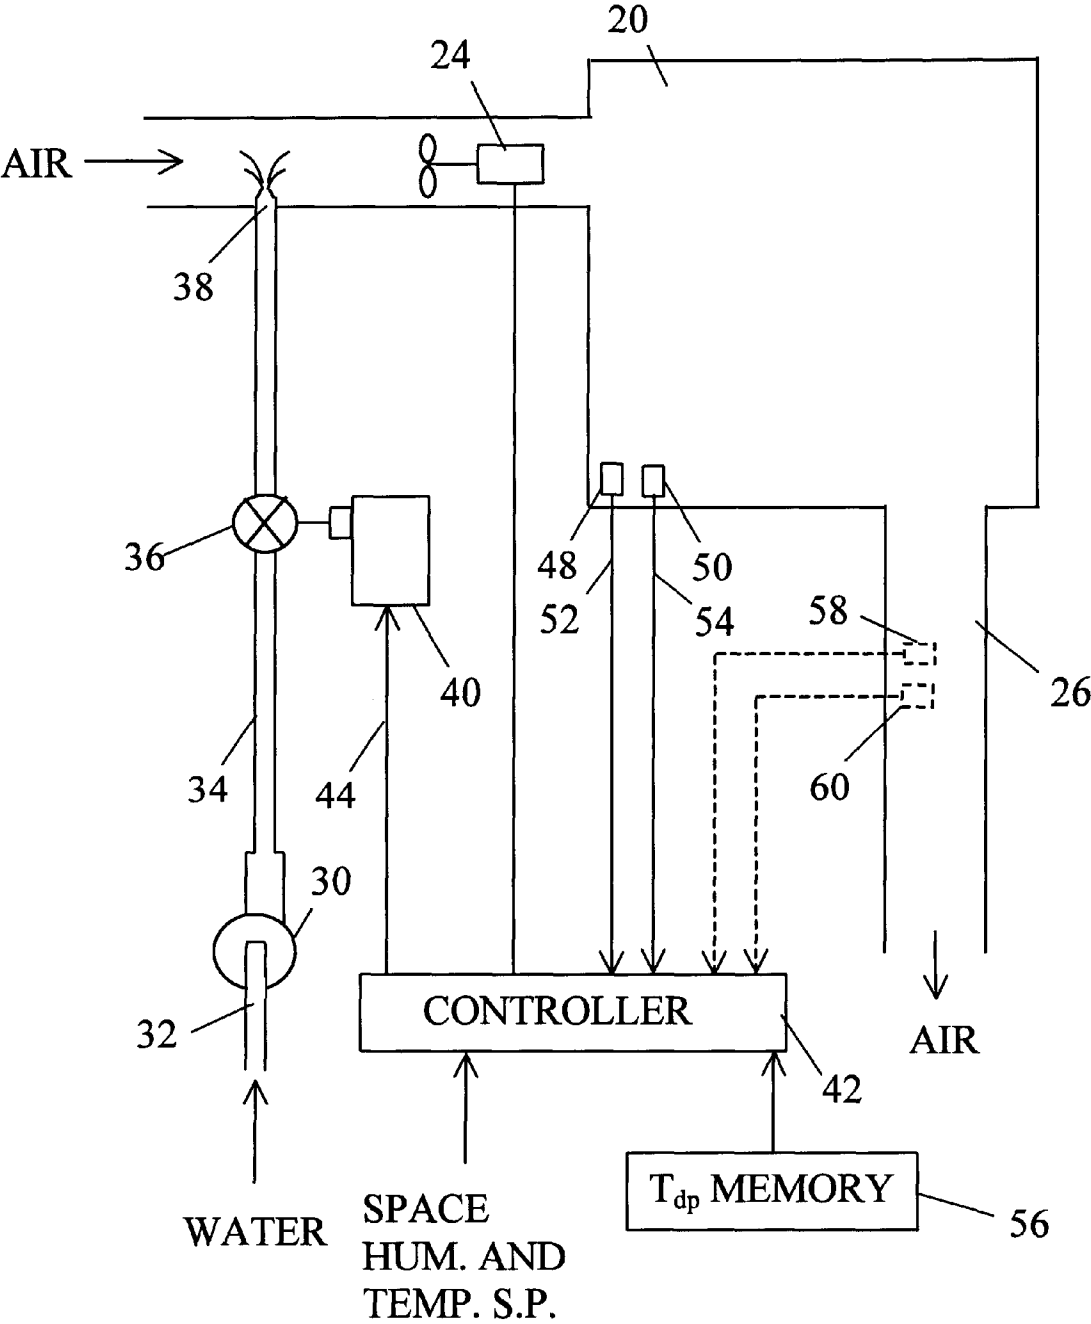 20
24
AIR
38
36
48
50
52
54
58
40
26
34
44
60
30
CONTROLLER
32
AIR
42
T_dp MEMORY
WATER
SPACE
HUM. AND
TEMP. S.P.
56